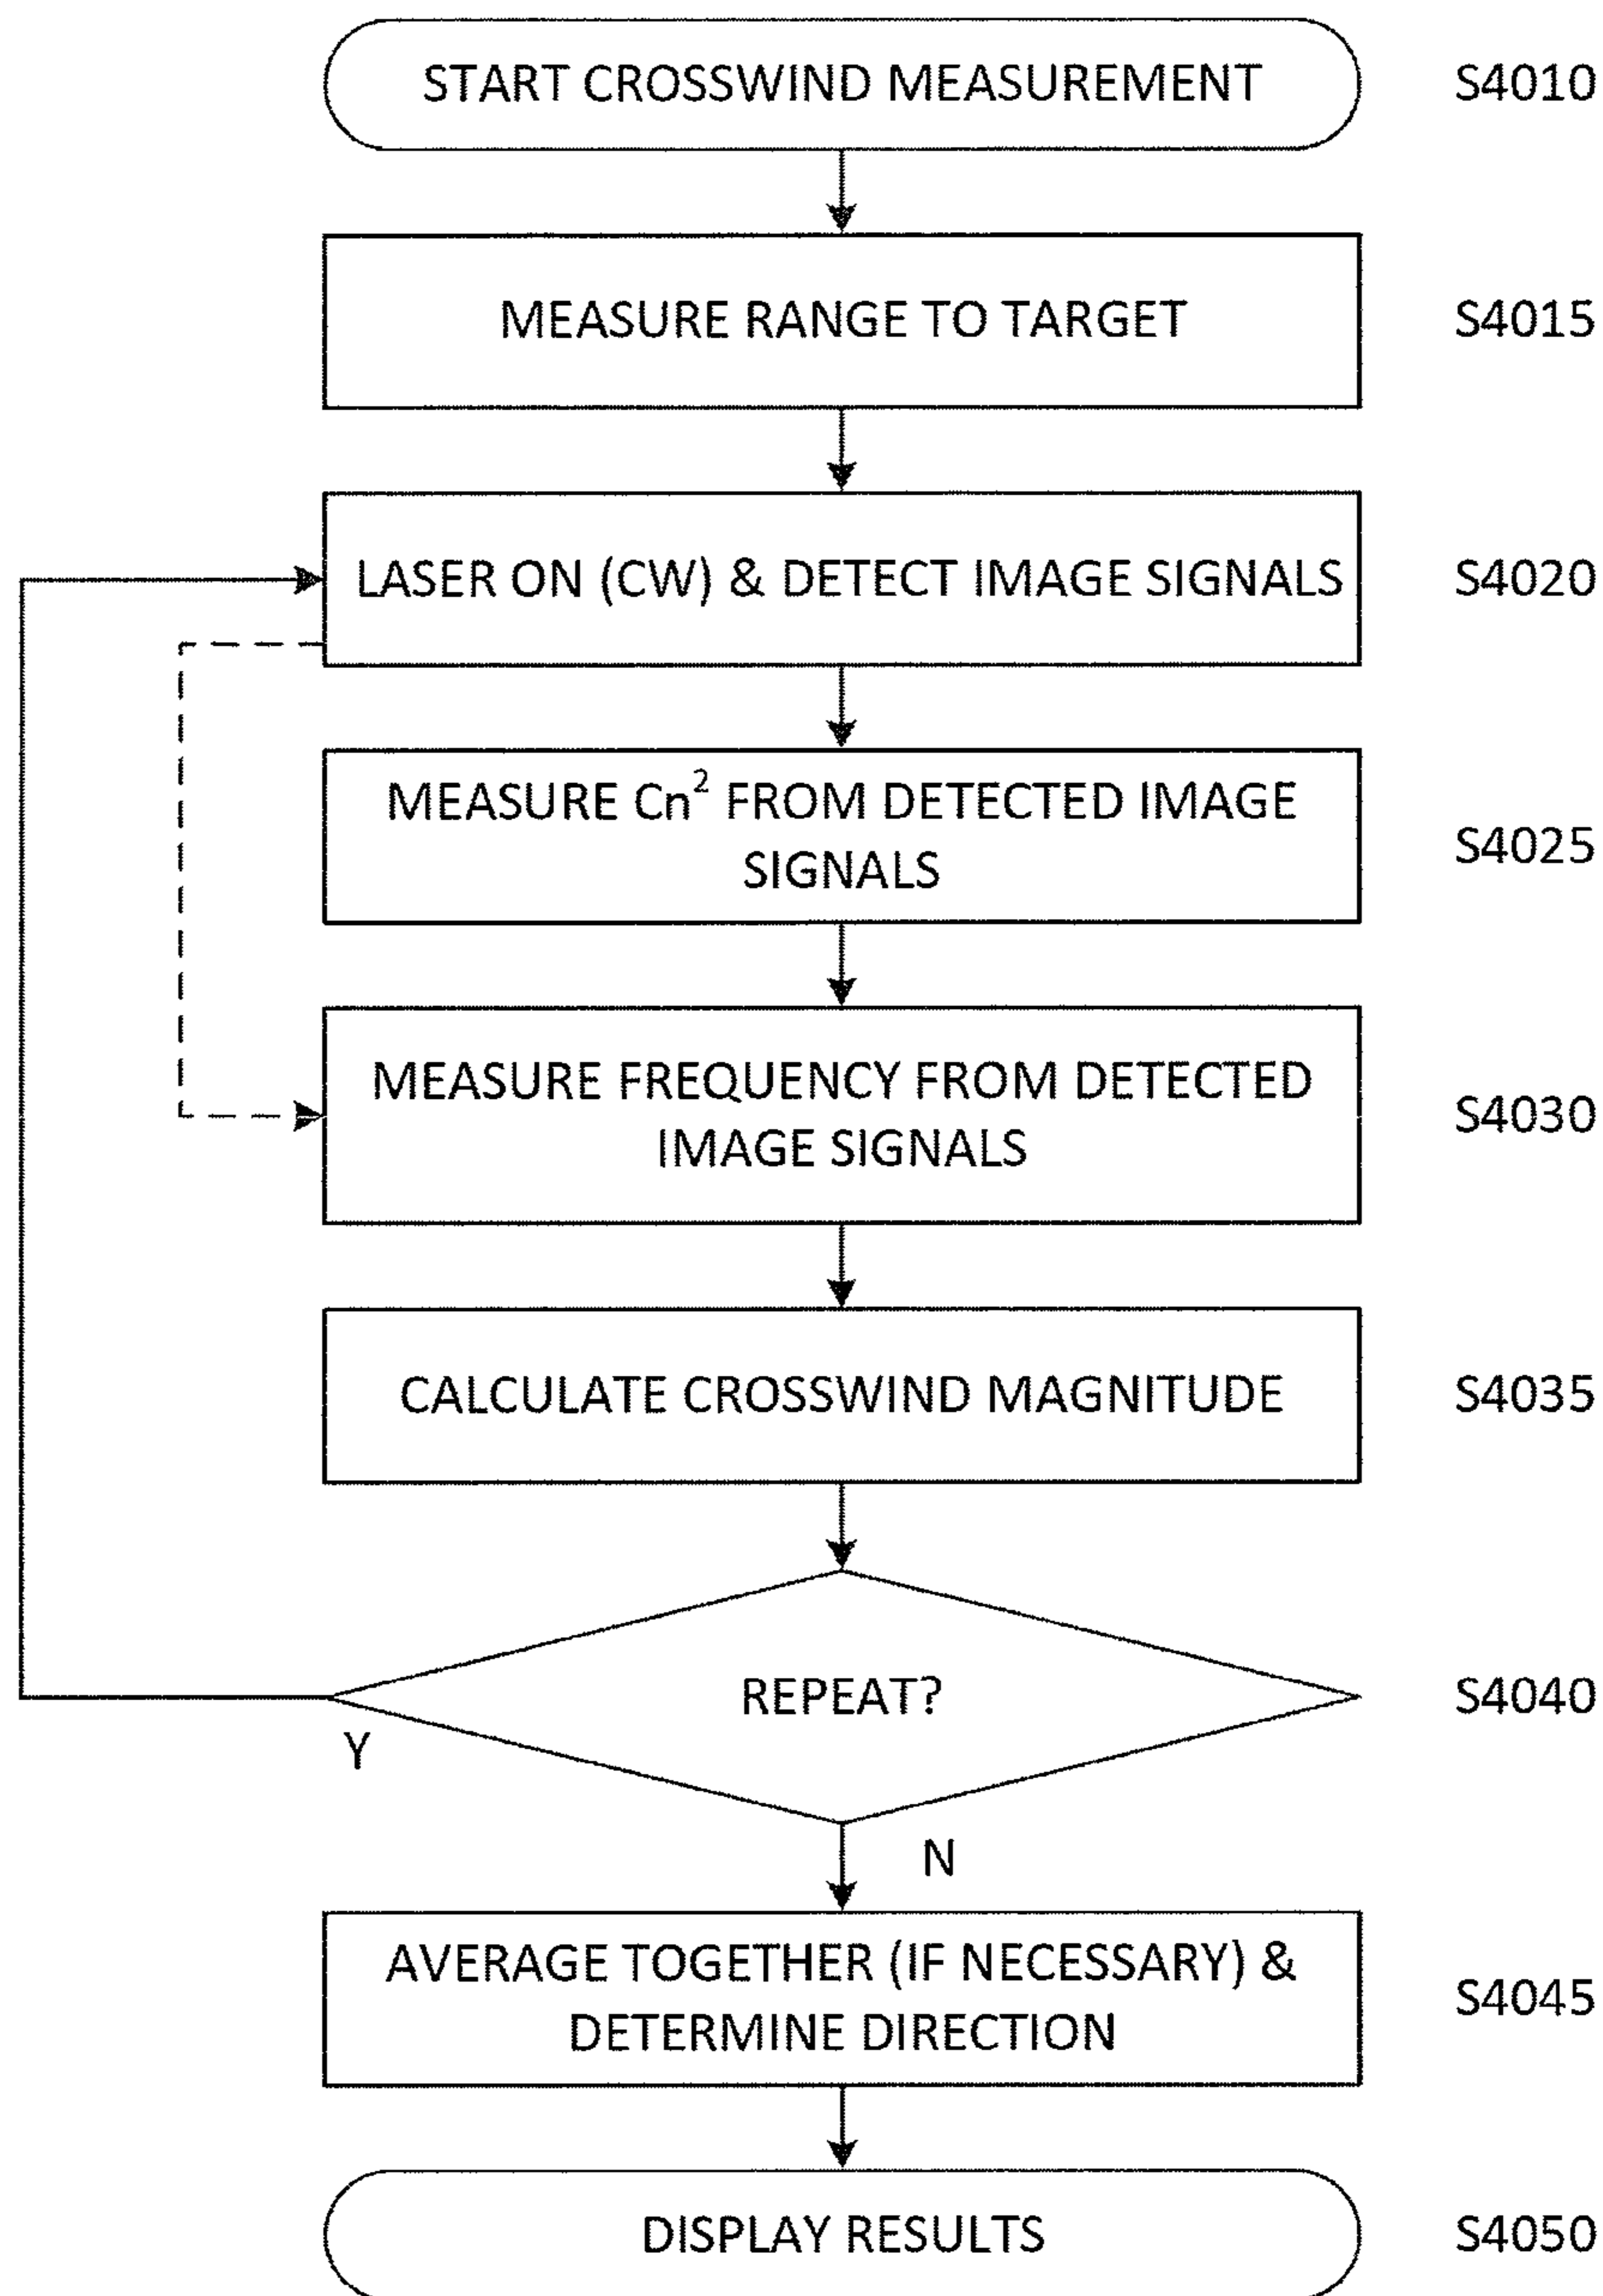 START CROSSWIND MEASUREMENT S4010
MEASURE RANGE TO TARGET S4015
LASER ON (CW) & DETECT IMAGE SIGNALS S4020
MEASURE Cn² FROM DETECTED IMAGE
SIGNALS
S4025
MEASURE FREQUENCY FROM DETECTED
IMAGE SIGNALS
S4030
CALCULATE CROSSWIND MAGNITUDE S4035
REPEAT? S4040
Y
N
AVERAGE TOGETHER (IF NECESSARY) &
DETERMINE DIRECTION
S4045
DISPLAY RESULTS S4050